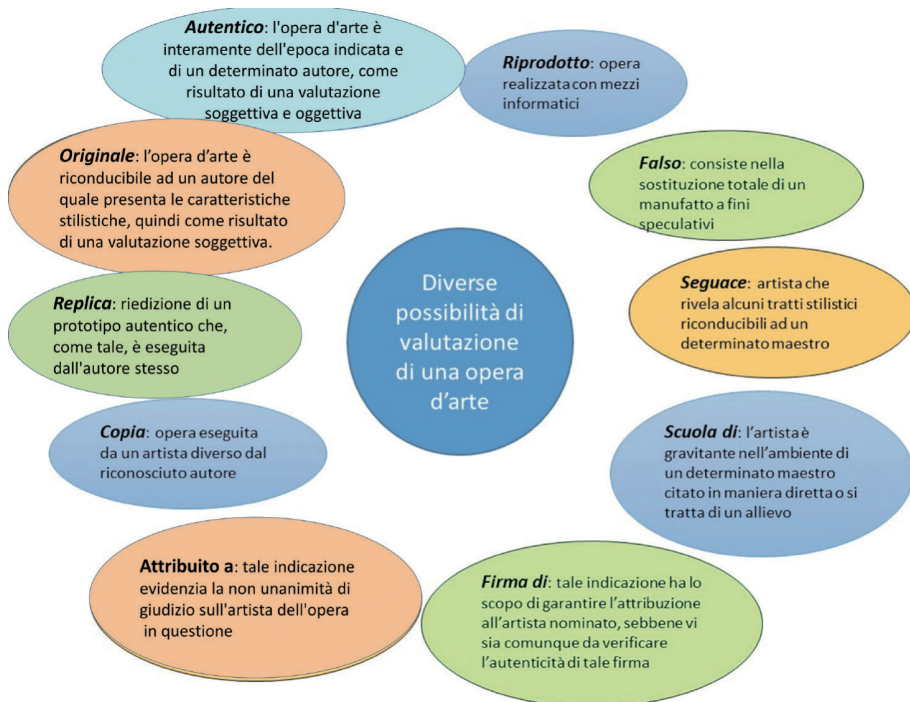 Autentico: l'opera d'arte è
interamente dell'epoca indicata e
di un determinato autore, come
risultato di una valutazione
soggettiva e oggettiva
Riprodotto: opera
realizzata con mezzi
informatici
Originale: l'opera d'arte è
riconducibile ad un autore del
quale presenta le caratteristiche
stilistiche, quindi come risultato
di una valutazione soggettiva.
Falso: consiste nella
sostituzione totale di un
manufatto a fini
speculativi
Diverse
possibilità di
valutazione
di una opera
d'arte
Replica: riedizione di un
prototipo autentico che,
come tale, è eseguita
dall'autore stesso
Seguace: artista che
rivela alcuni tratti stilistici
riconducibili ad un
determinato maestro
Copia: opera eseguita
da un artista diverso dal
riconosciuto autore
Scuola di: l'artista è
gravitante nell'ambiente di
un determinato maestro
citato in maniera diretta o si
tratta di un allievo
Attribuito a: tale indicazione
evidenzia la non unanimità di
giudizio sull'artista dell'opera
in questione
Firma di: tale indicazione ha lo
scopo di garantire l'attribuzione
all'artista nominato, sebbene vi
sia comunque da verificare
l'autenticità di tale firma